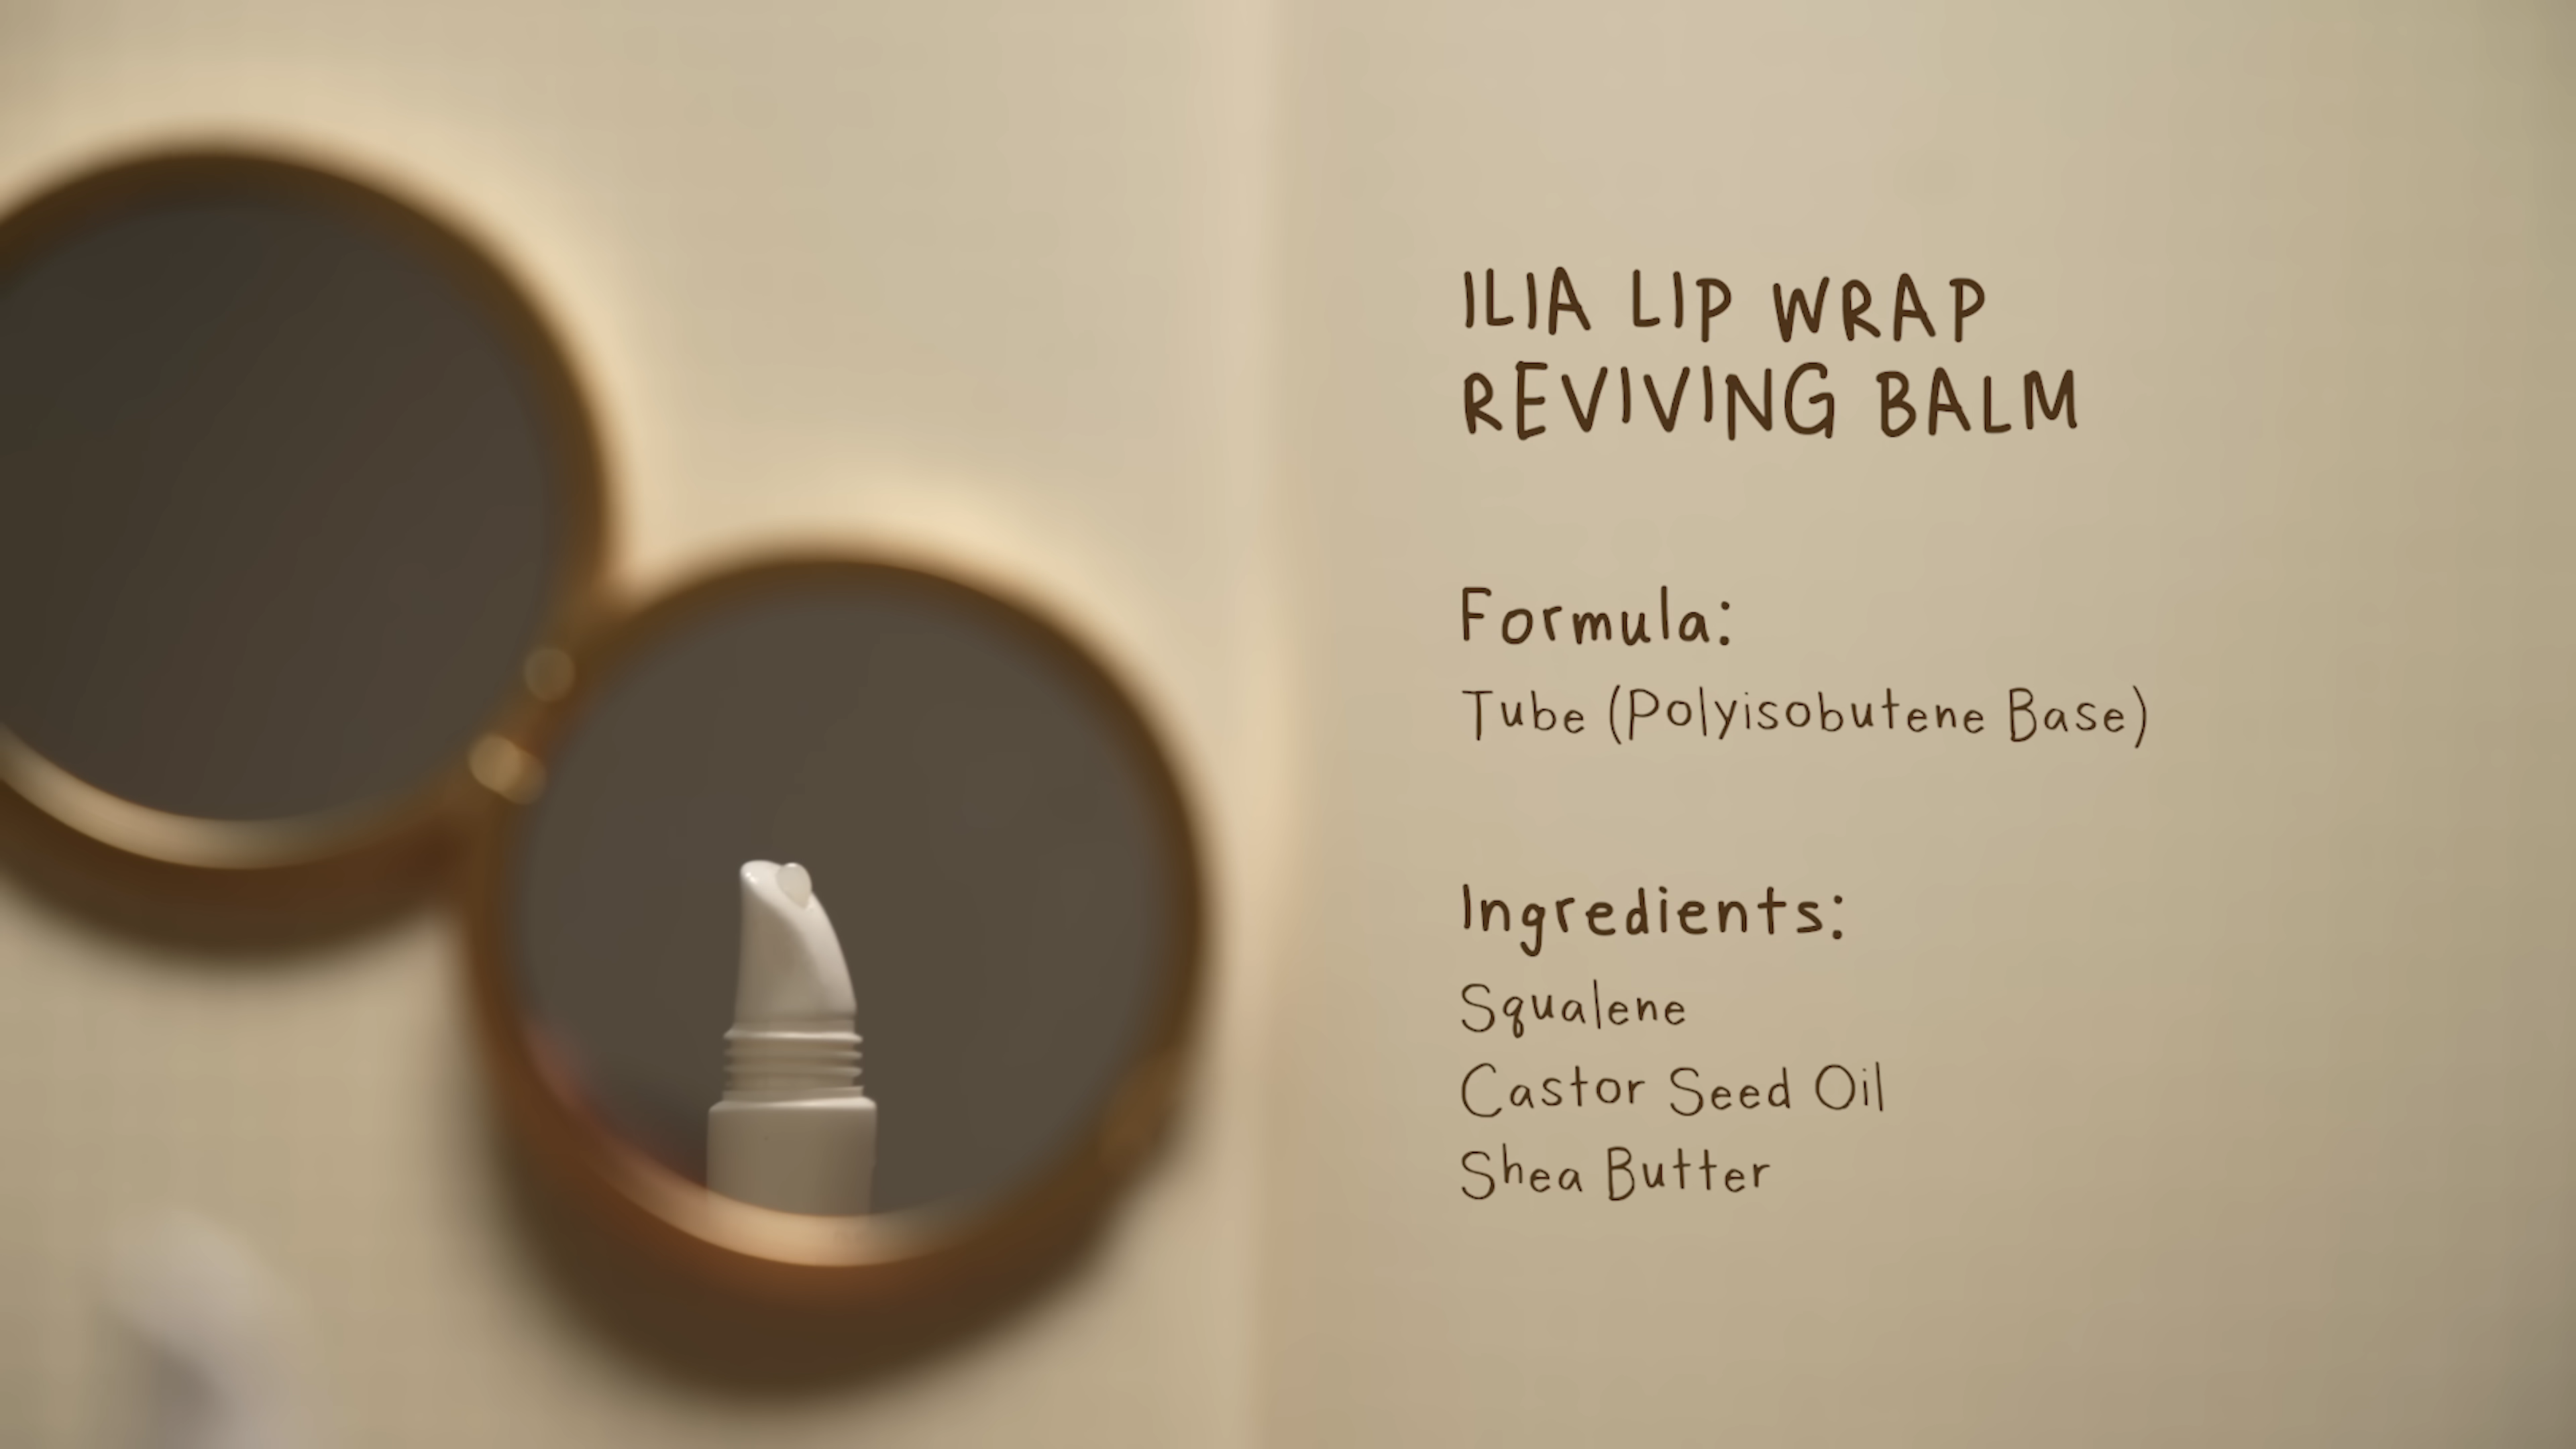 ILIA LIP WRAP
REVIVING BALM
Formula:
Tube (Polyisobutene Base)
Ingredients:
Squalene
Castor Seed Oil
Shea Butter